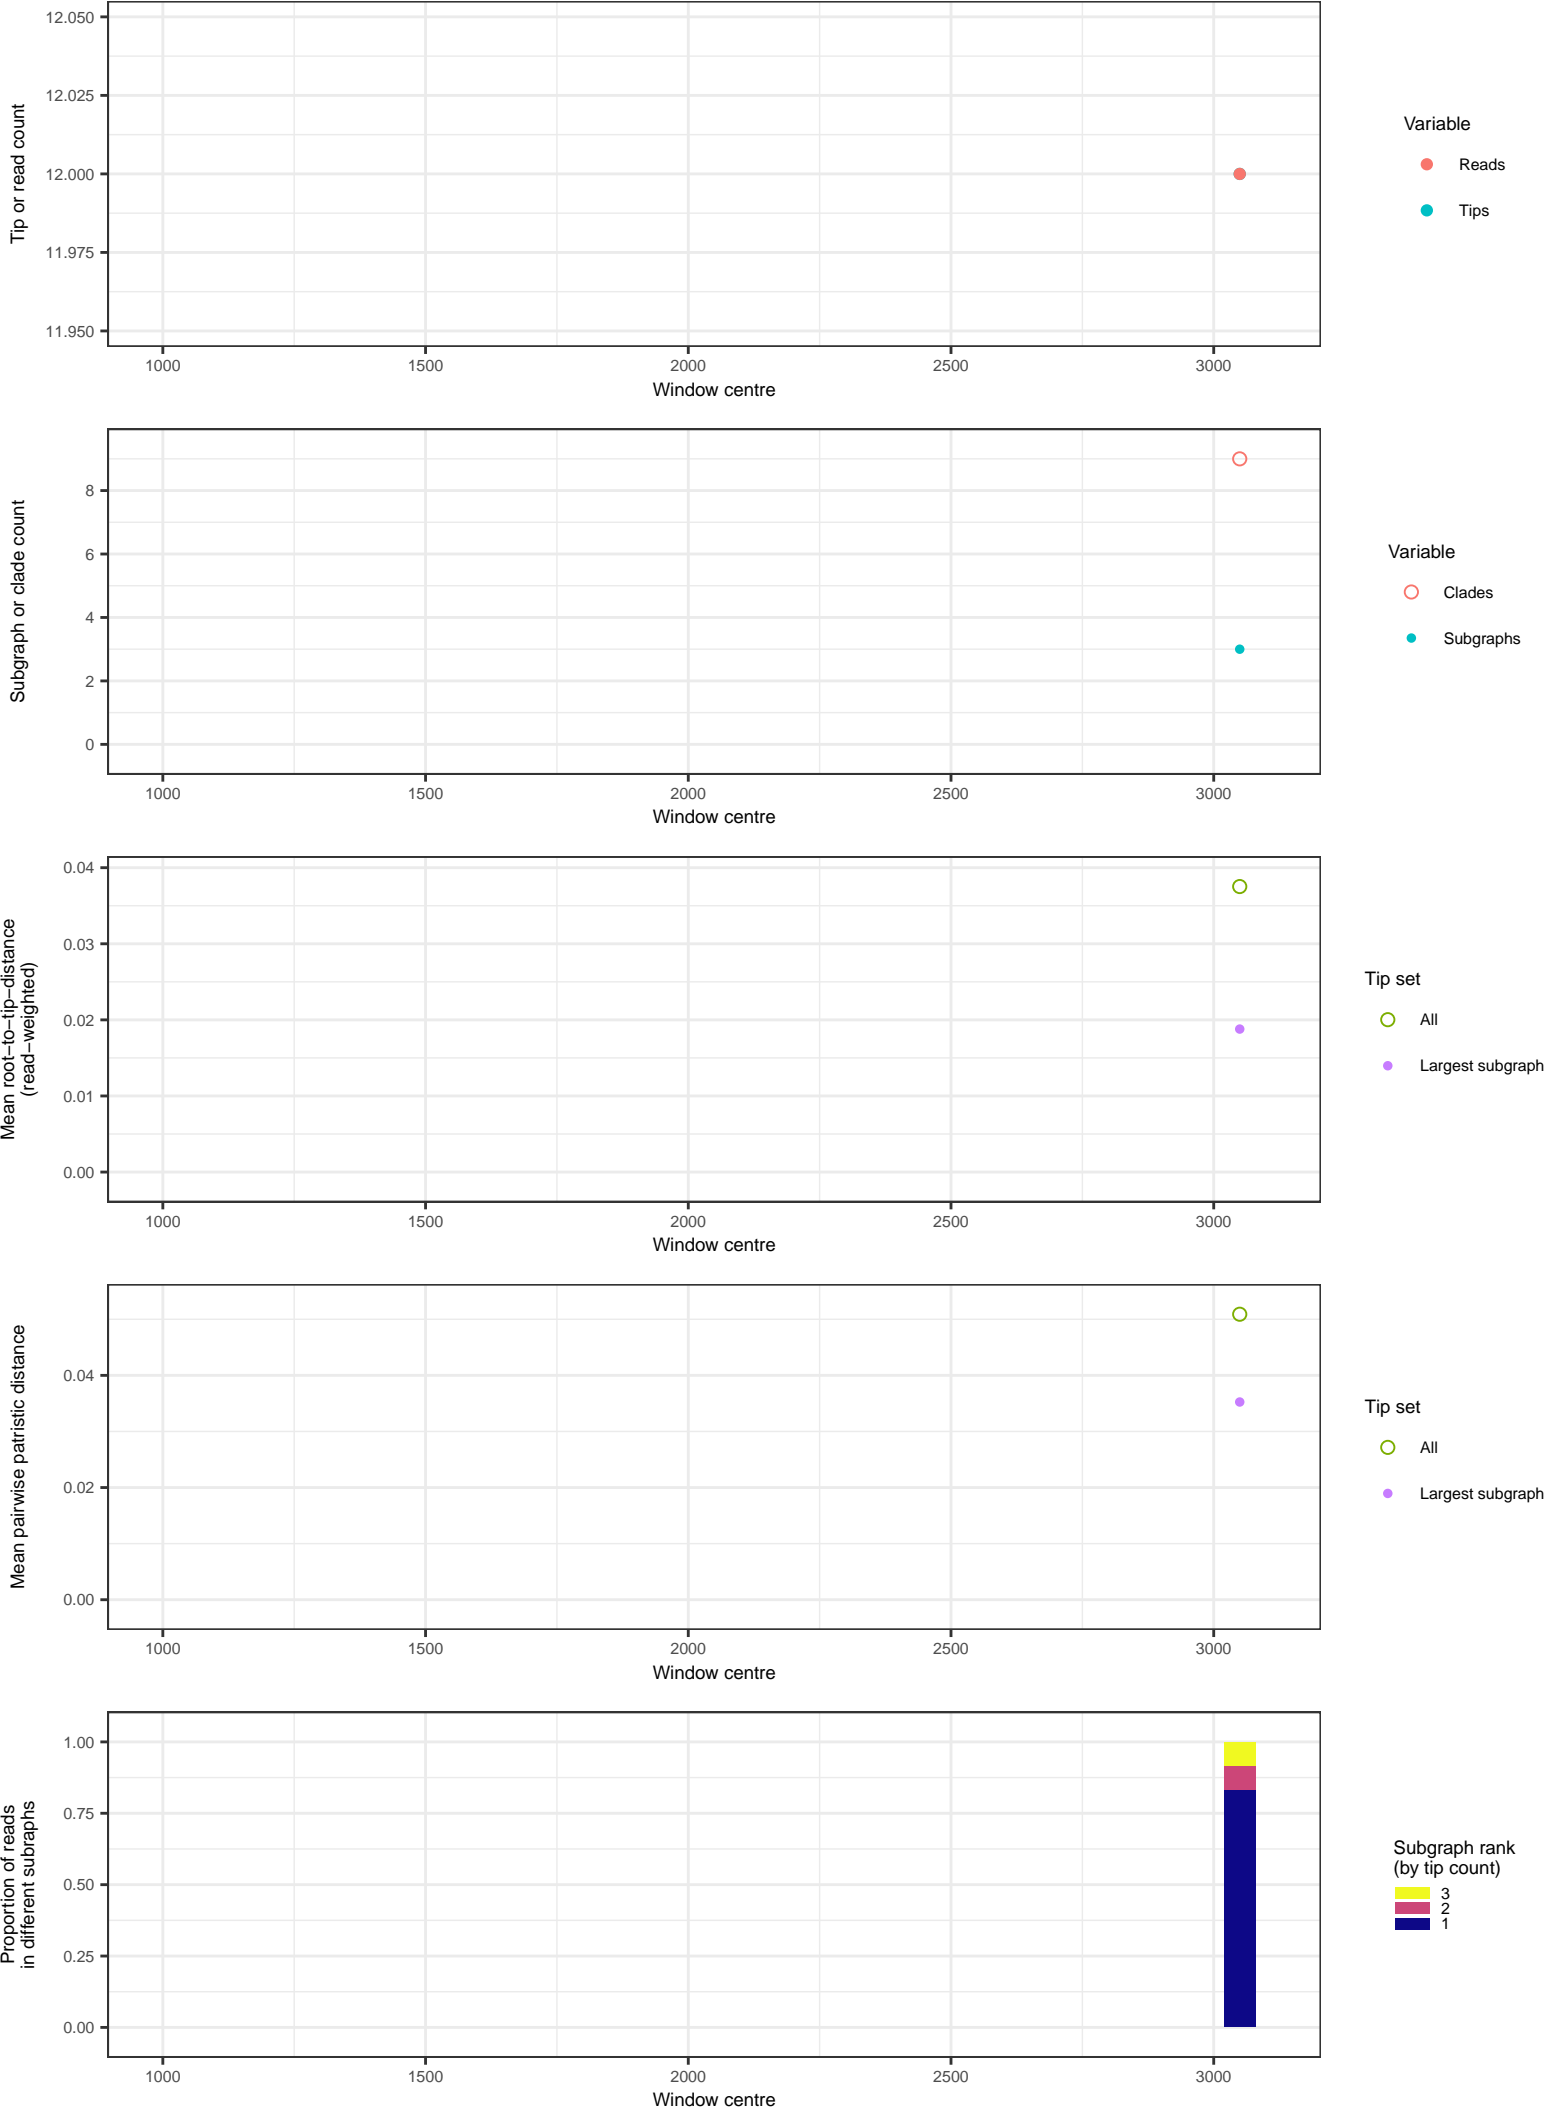 12.050
12.025
12.000
11.975
11.950
Tip or read count
1000 1500 2000 2500 3000
Window centre
Variable
Reads
Tips
8
6
4
2
0
Subgraph or clade count
1000 1500 2000 2500 3000
Window centre
Variable
Clades
Subgraphs
0.04
0.03
0.02
0.01
0.00
Mean root−to−tip−distance
(read−weighted)
1000 1500 2000 2500 3000
Window centre
Tip set
All
Largest subgraph
0.04
0.02
0.00
Mean pairwise patristic distance
1000 1500 2000 2500 3000
Window centre
Tip set
All
Largest subgraph
1.00
0.75
0.50
0.25
0.00
Proportion of reads
in different subraphs
1000 1500 2000 2500 3000
Window centre
Subgraph rank
(by tip count)
3
2
1